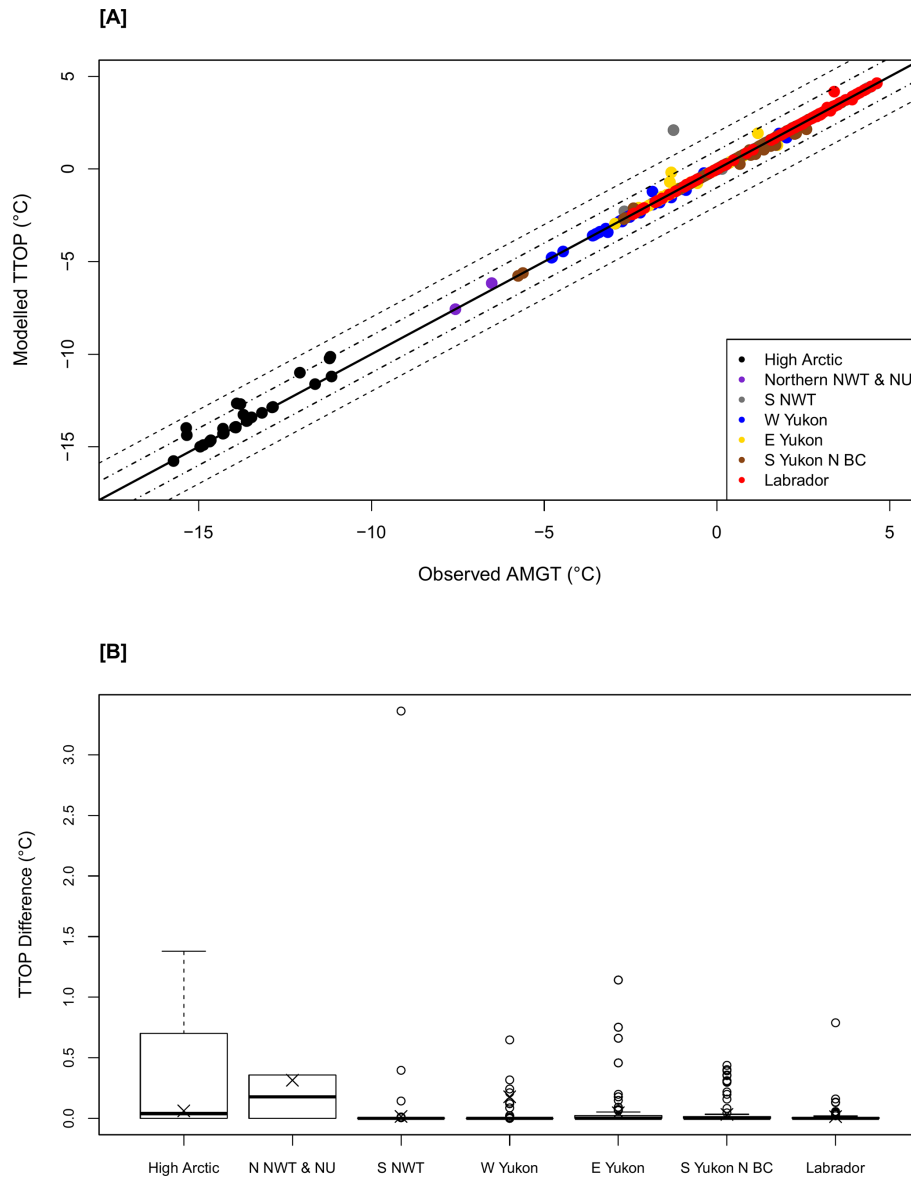 [A]
5
0
−5
−10
−15
Modelled TTOP (°C)
High Arctic
Northern NWT & NU
S NWT
W Yukon
E Yukon
S Yukon N BC
Labrador
−15 −10 −5 0 5
Observed AMGT (°C)
[B]
3.0
2.5
2.0
1.5
1.0
0.5
0.0
TTOP Difference (°C)
High Arctic N NWT & NU S NWT W Yukon E Yukon S Yukon N BC Labrador